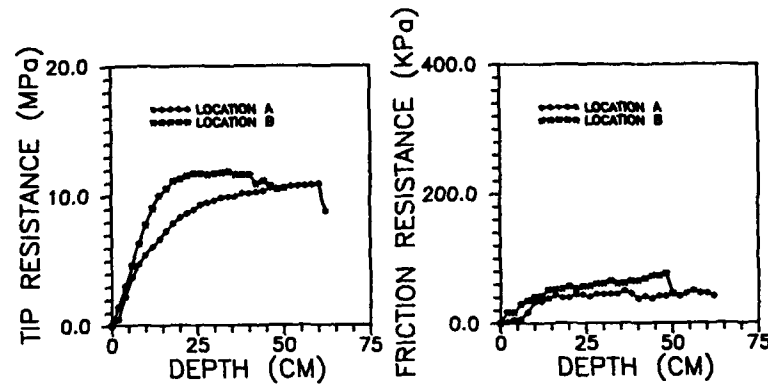 TIP RESISTANCE (MPa)
20.0
10.0
0.0
LOCATION A
LOCATION B
0
25
50
75
DEPTH (CM)
FRICTION RESISTANCE (KPa)
400.0
200.0
0.0
LOCATION A
LOCATION B
0
25
50
75
DEPTH (CM)